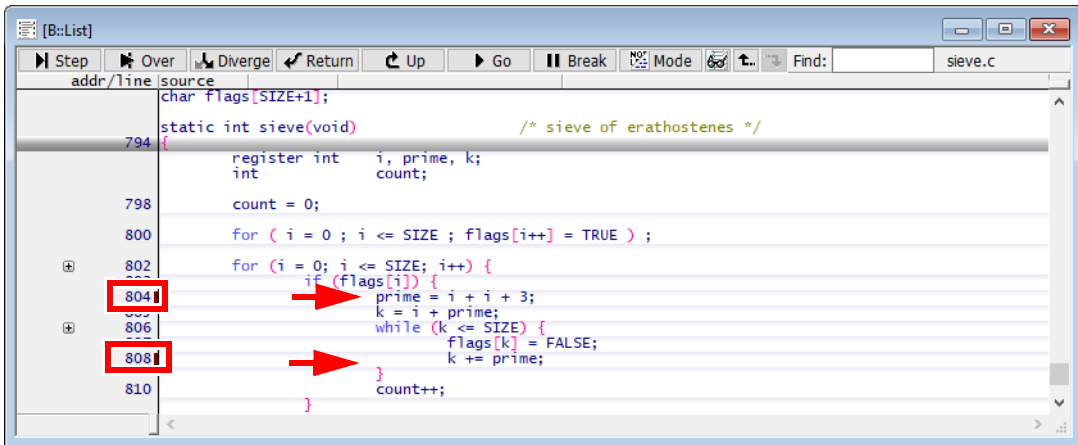 [B::List]
Step Over Diverge Return Up Go Break Mode Find: sieve.c
addr/line source
char flags[SIZE+1];
static int sieve(void) /* sieve of erathostenes */
794 {
register int i, prime, k;
int count;
798 count = 0;
800 for ( i = 0 ; i <= SIZE ; flags[i++] = TRUE ) ;
802 for (i = 0; i <= SIZE; i++) {
if (flags[i]) {
804 prime = i + i + 3;
k = i + prime;
806 while (k <= SIZE) {
flags[k] = FALSE;
808 k += prime;
}
810 count++;
}